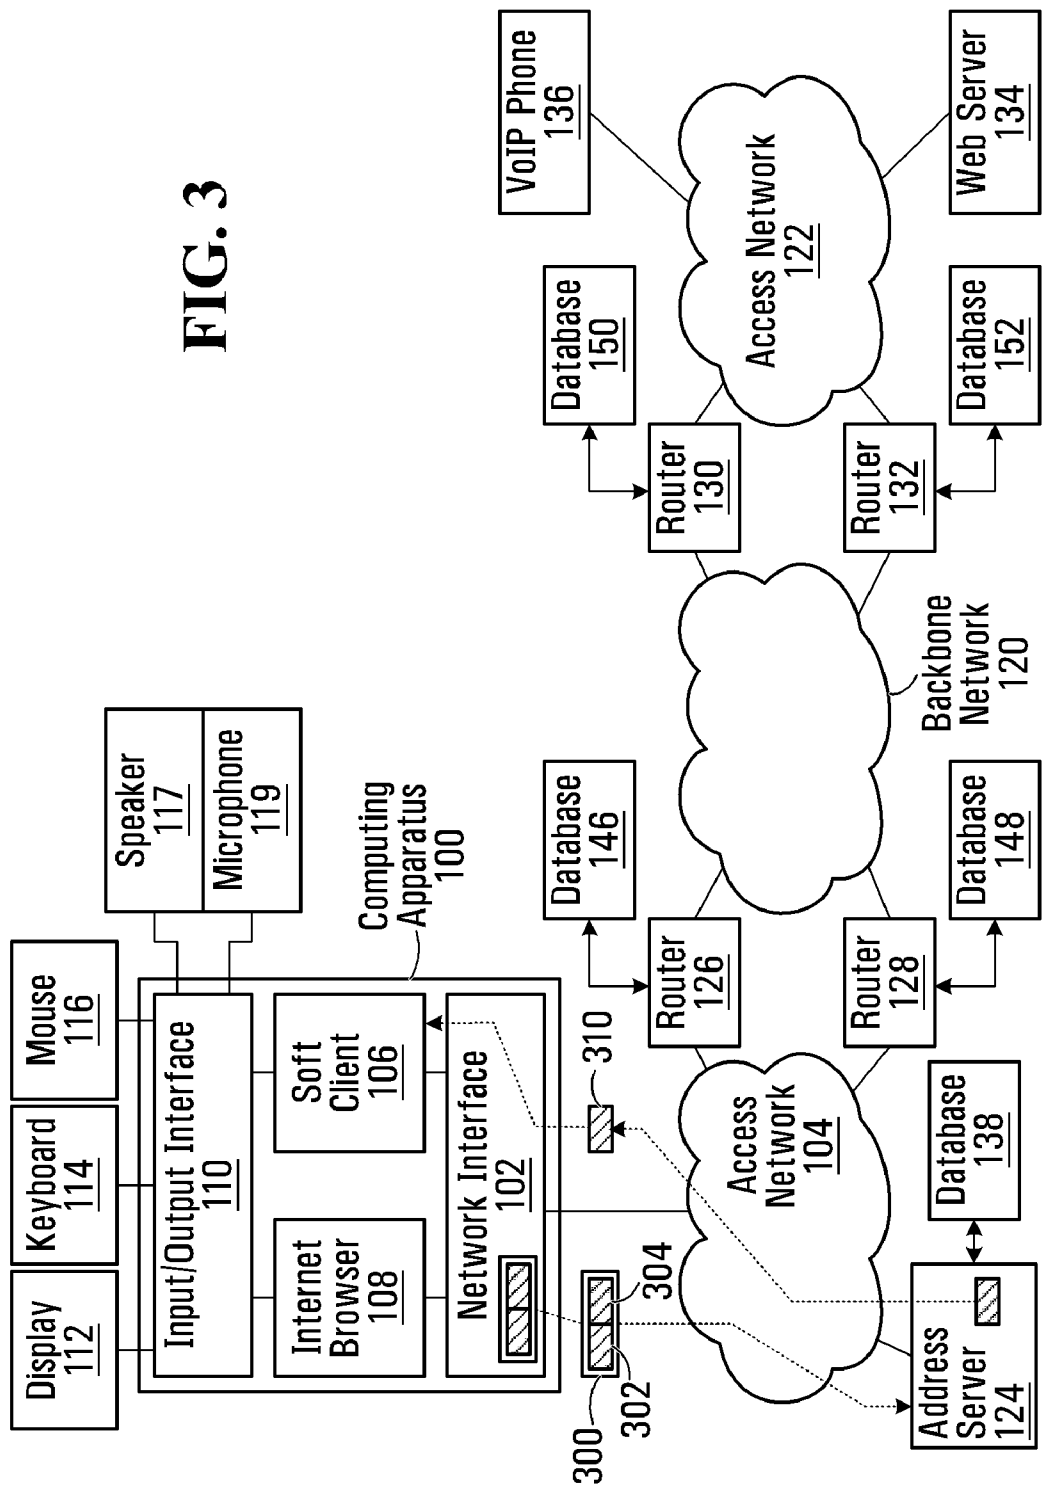 FIG. 3
Display
112
Keyboard
114
Mouse
116
Speaker
117
Microphone
119
Input/Output Interface
110
Internet
Browser
108
Soft
Client
106
Network Interface
102
Computing
Apparatus
100
300
302
304
310
Database
146
Database
150
VoIP Phone
136
Router
126
Router
130
Access
Network
104
Access Network
122
Router
128
Router
132
Backbone
Network
120
Address
Server
124
Database
138
Database
148
Database
152
Web Server
134